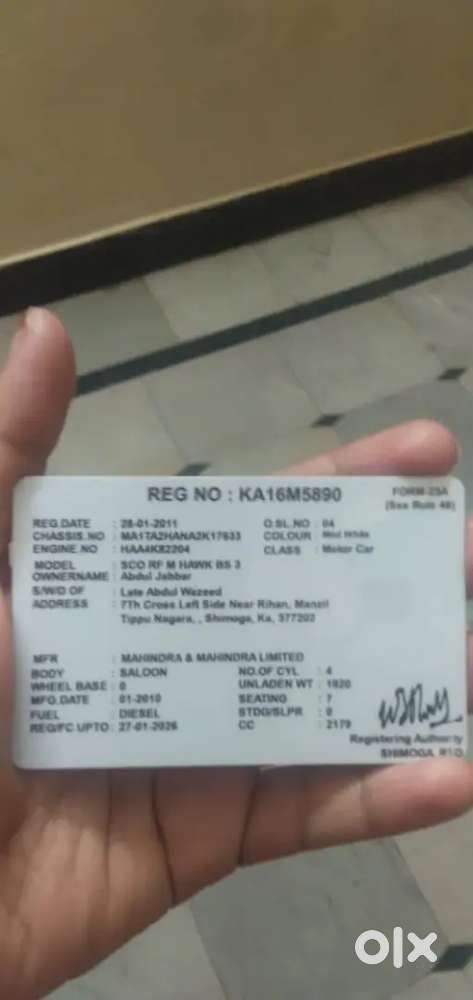 REG NO : KA16M5890
FORM-23A
(See Rule 48)
REG.DATE : 28-01-2011 O.SL.NO : 04
CHASSIS.NO : MA1TA2HANA2K17633 COLOUR : Mod White
ENGINE.NO : HAA4K82204 CLASS : Motor Car
MODEL : SCO RF M HAWK BS 3
OWNERNAME : Abdul Jabbar
S/W/D OF : Late Abdul Wazeed
ADDRESS : 7Th Cross Left Side Near Rihan, Manzil
Tippu Nagara, , Shimoga, Ka, 577202
MFR : MAHINDRA & MAHINDRA LIMITED
BODY : SALOON NO.OF CYL : 4
WHEEL BASE : 0 UNLADEN WT : 1820
MFG.DATE : 01-2010 SEATING : 7
FUEL : DIESEL STDG/SLPR : 0
REG/FC UPTO : 27-01-2026 CC : 2179
Registering Authority
SHIMOGA RTO
olx